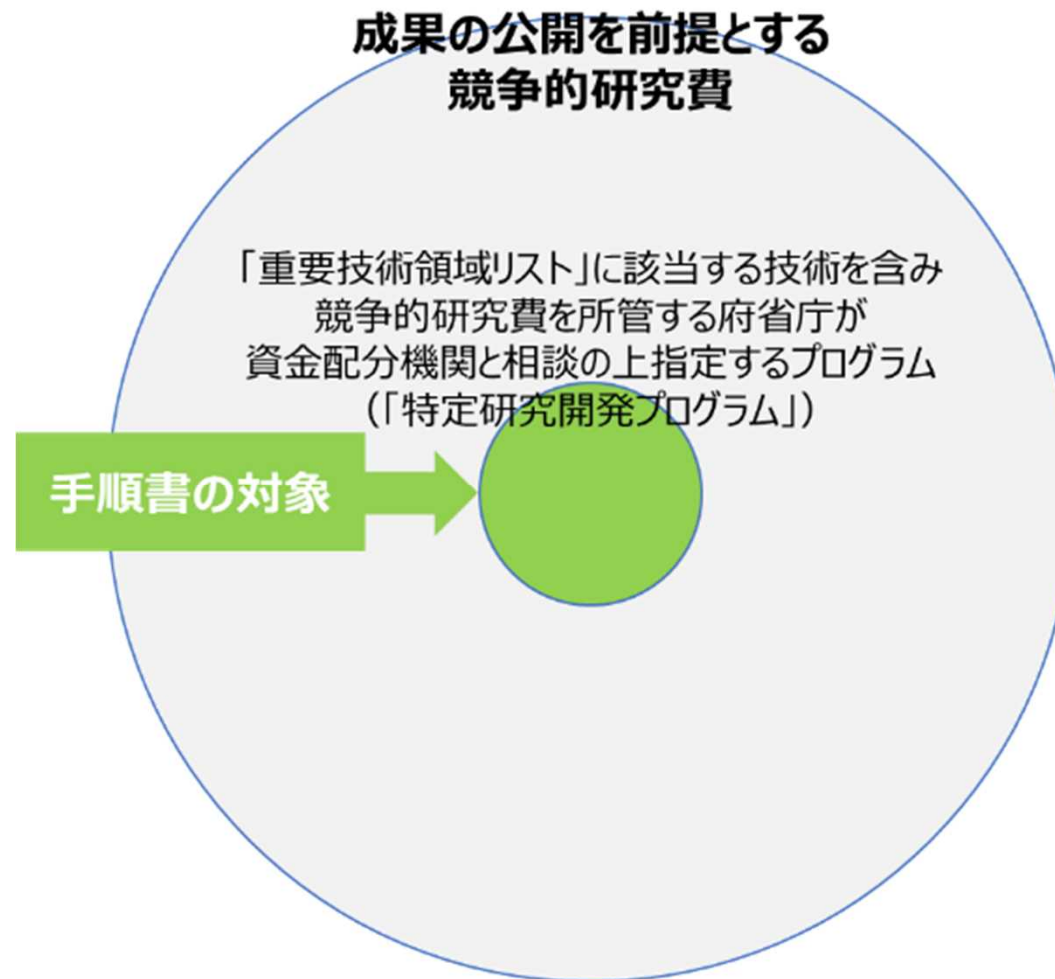 成果の公開を前提とする
競争的研究費
「重要技術領域リスト」に該当する技術を含み
競争的研究費を所管する府省庁が
資金配分機関と相談の上指定するプログラム
（「特定研究開発プログラム」）
手順書の対象